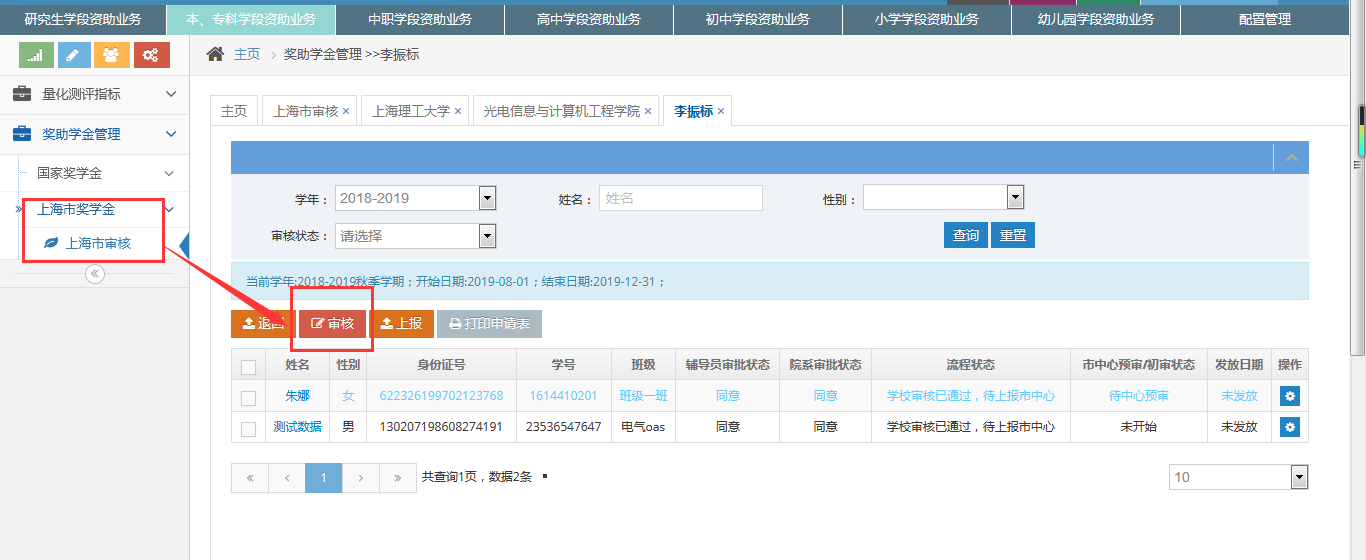 研究生学段资助业务 本、专科学段资助业务 中职学段资助业务 高中学段资助业务 初中学段资助业务 小学学段资助业务 幼儿园学段资助业务 配置管理
主页 奖助学金管理 >>李振标
量化测评指标
奖助学金管理
国家奖学金
上海市奖学金
上海市审核
主页 上海市审核 × 上海理工大学 × 光电信息与计算机工程学院 × 李振标 ×
学年： 2018-2019 姓名： 姓名 性别：
审核状态： 请选择 查询 重置
当前学年:2018-2019秋季学期；开始日期:2019-08-01；结束日期:2019-12-31；
退回 审核 上报 打印申请表
姓名 性别 身份证号 学号 班级 辅导员审批状态 院系审批状态 流程状态 市中心预审/初审状态 发放日期 操作
朱娜 女 622326199702123768 1614410201 班级一班 同意 同意 学校审核已通过，待上报市中心 待中心预审 未发放
测试数据 男 130207198608274191 23536547647 电气oas 同意 同意 学校审核已通过，待上报市中心 未开始 未发放
« ‹ 1 › » 共查询1页，数据2条 10